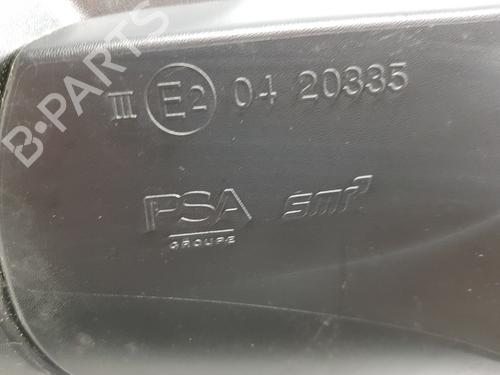 III E2 04 20335
PSA smr
GROUPE
B-PARTS